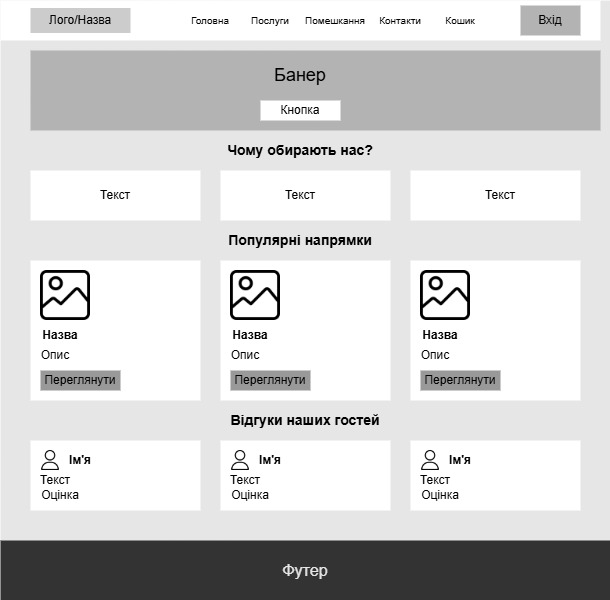 Лого/Назва Головна Послуги Помешкання Контакти Кошик Вхід
Банер
Кнопка
Чому обирають нас?
Текст Текст Текст
Популярні напрямки
Назва Назва Назва
Опис Опис Опис
Переглянути Переглянути Переглянути
Відгуки наших гостей
Ім'я Ім'я Ім'я
Текст Текст Текст
Оцінка Оцінка Оцінка
Футер